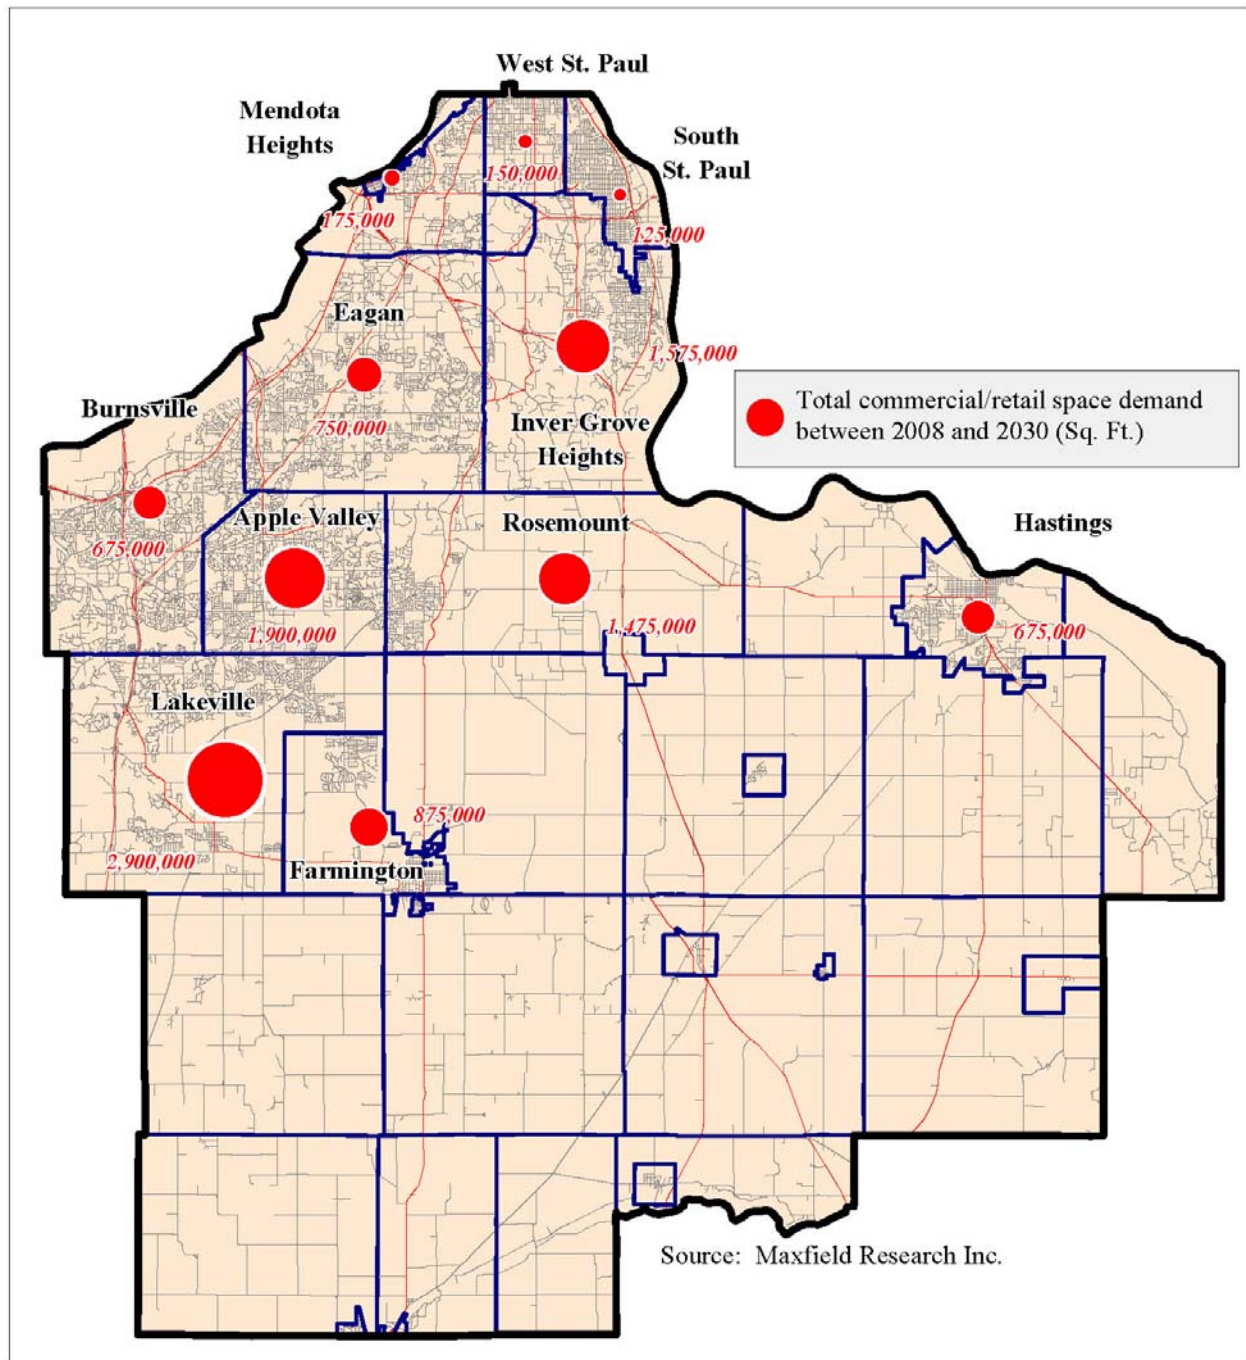 West St. Paul
Mendota
Heights
South
St. Paul
150,000
175,000
125,000
Eagan
1,575,000
Burnsville
750,000
Inver Grove
Heights
Total commercial/retail space demand
between 2008 and 2030 (Sq. Ft.)
Apple Valley
Rosemount
Hastings
675,000
1,900,000
1,475,000
675,000
Lakeville
875,000
2,900,000
Farmington
Source: Maxfield Research Inc.